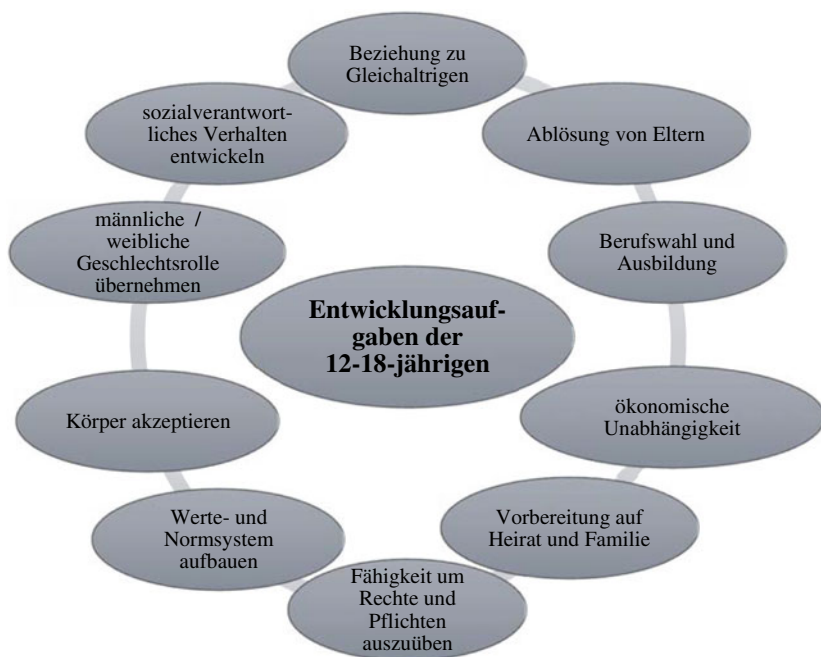 Beziehung zu
Gleichaltrigen
Ablösung von Eltern
Berufswahl und
Ausbildung
ökonomische
Unabhängigkeit
Vorbereitung auf
Heirat und Familie
Fähigkeit um
Rechte und
Pflichten
auszuüben
Werte- und
Normsystem
aufbauen
Körper akzeptieren
männliche /
weibliche
Geschlechtsrolle
übernehmen
sozialverantwort-
liches Verhalten
entwickeln
Entwicklungsauf-
gaben der
12-18-jährigen